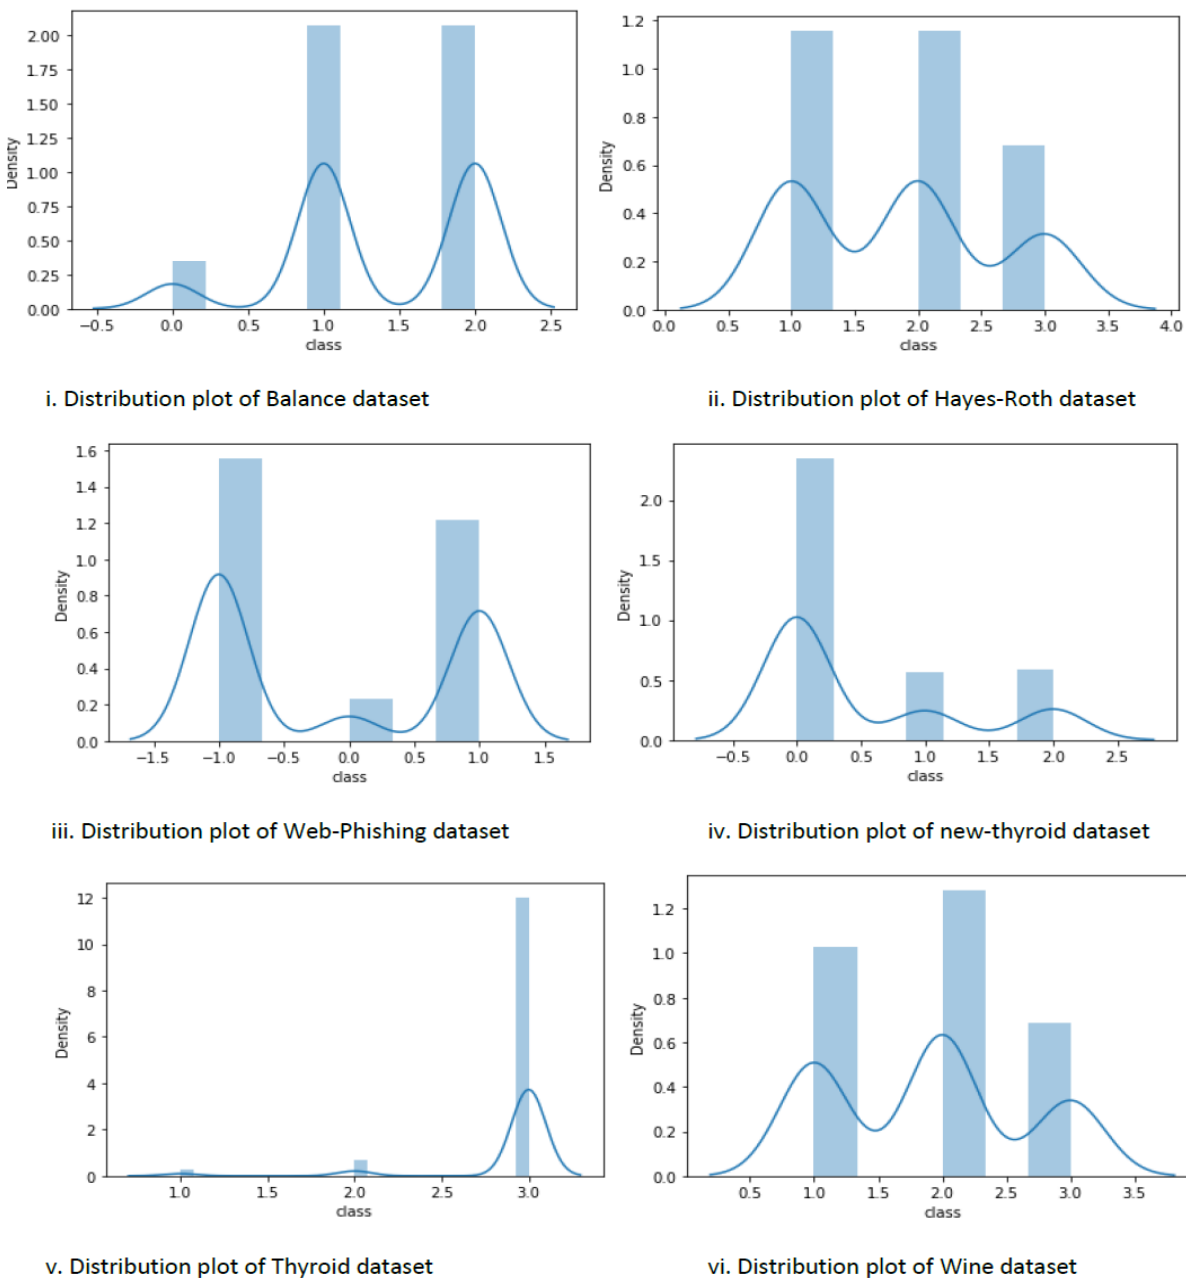 2.00
1.75
1.50
1.25
1.00
0.75
0.50
0.25
0.00
Density
−0.5 0.0 0.5 1.0 1.5 2.0 2.5
class
1.2
1.0
0.8
0.6
0.4
0.2
0.0
Density
0.0 0.5 1.0 1.5 2.0 2.5 3.0 3.5 4.0
class
i. Distribution plot of Balance dataset
ii. Distribution plot of Hayes-Roth dataset
1.6
1.4
1.2
1.0
0.8
0.6
0.4
0.2
0.0
Density
−1.5 −1.0 −0.5 0.0 0.5 1.0 1.5
class
2.0
1.5
1.0
0.5
0.0
Density
−0.5 0.0 0.5 1.0 1.5 2.0 2.5
class
iii. Distribution plot of Web-Phishing dataset
iv. Distribution plot of new-thyroid dataset
12
10
8
6
4
2
0
Density
1.0 1.5 2.0 2.5 3.0
class
1.2
1.0
0.8
0.6
0.4
0.2
0.0
Density
0.5 1.0 1.5 2.0 2.5 3.0 3.5
class
v. Distribution plot of Thyroid dataset
vi. Distribution plot of Wine dataset